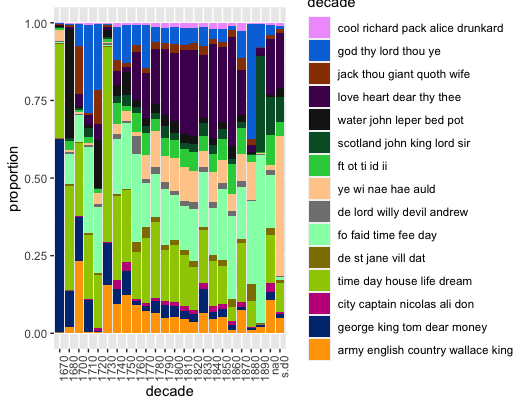 decade
1.00
0.75
0.50
0.25
0.00
proportion
1670
1680
1700
1710
1720
1730
1740
1750
1760
1770
1780
1790
1800
1810
1820
1830
1840
1850
1860
1870
1880
1890
na0
s.d0
decade
cool richard pack alice drunkard
god thy lord thou ye
jack thou giant quoth wife
love heart dear thy thee
water john leper bed pot
scotland john king lord sir
ft ot ti id ii
ye wi nae hae auld
de lord willy devil andrew
fo faid time fee day
de st jane vill dat
time day house life dream
city captain nicolas ali don
george king tom dear money
army english country wallace king